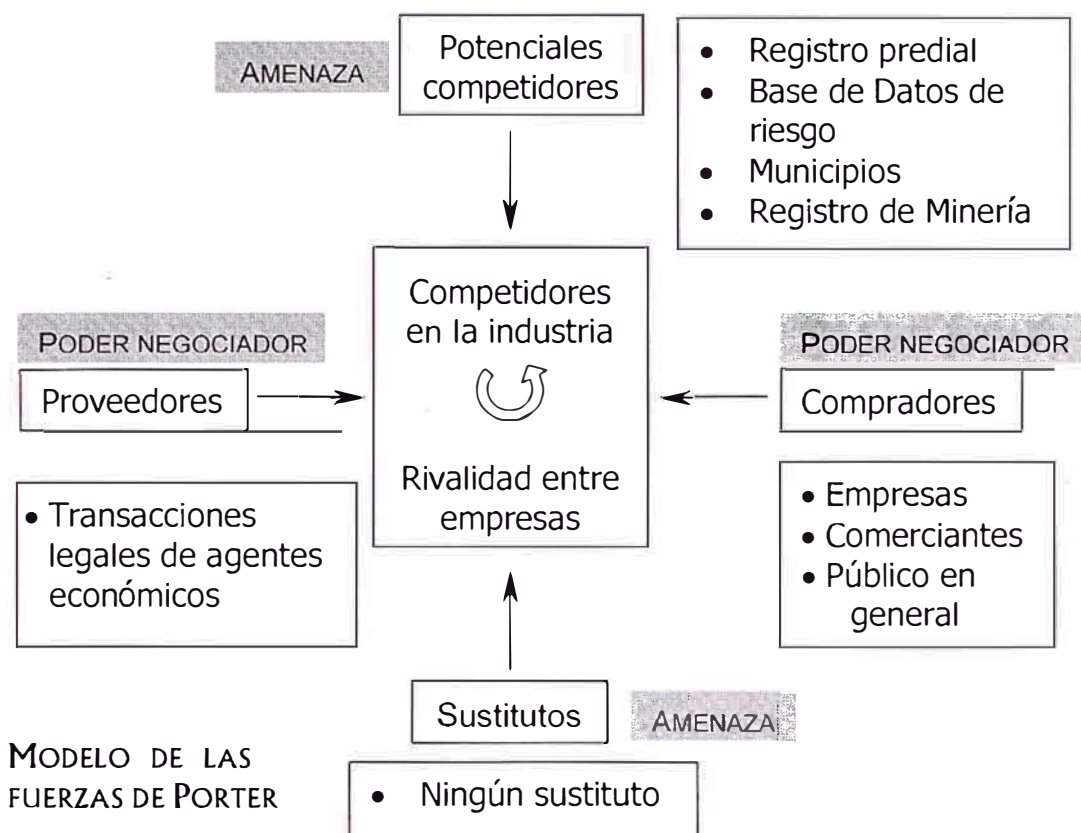 AMENAZA
Potenciales
competidores
• Registro predial
• Base de Datos de
riesgo
• Municipios
• Registro de Minería
Competidores
en la industria
Rivalidad entre
empresas
PODER NEGOCIADOR
Proveedores
• Transacciones
legales de agentes
económicos
PODER NEGOCIADOR
Compradores
• Empresas
• Comerciantes
• Público en
general
Sustitutos
AMENAZA
• Ningún sustituto
MODELO DE LAS
FUERZAS DE PORTER